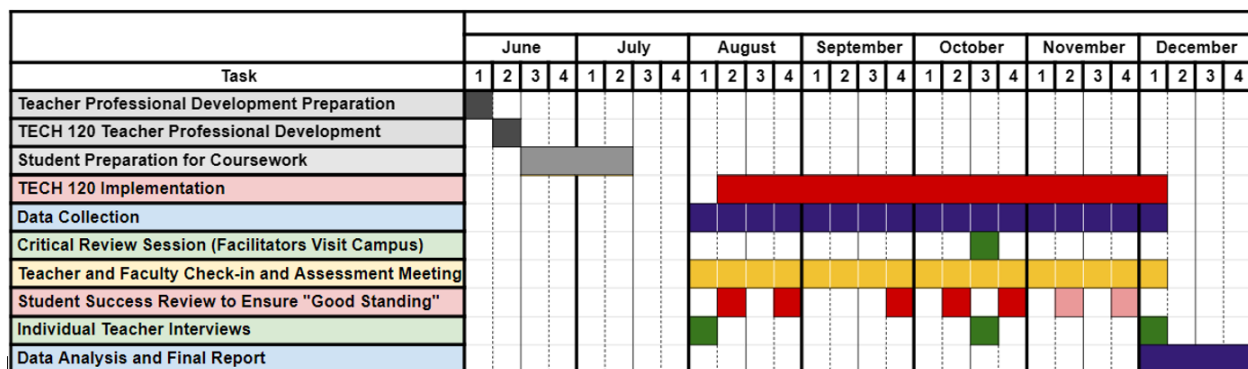 June July August September October November December
Task 1 2 3 4 1 2 3 4 1 2 3 4 1 2 3 4 1 2 3 4 1 2 3 4 1 2 3 4
Teacher Professional Development Preparation
TECH 120 Teacher Professional Development
Student Preparation for Coursework
TECH 120 Implementation
Data Collection
Critical Review Session (Facilitators Visit Campus)
Teacher and Faculty Check-in and Assessment Meeting
Student Success Review to Ensure "Good Standing"
Individual Teacher Interviews
Data Analysis and Final Report